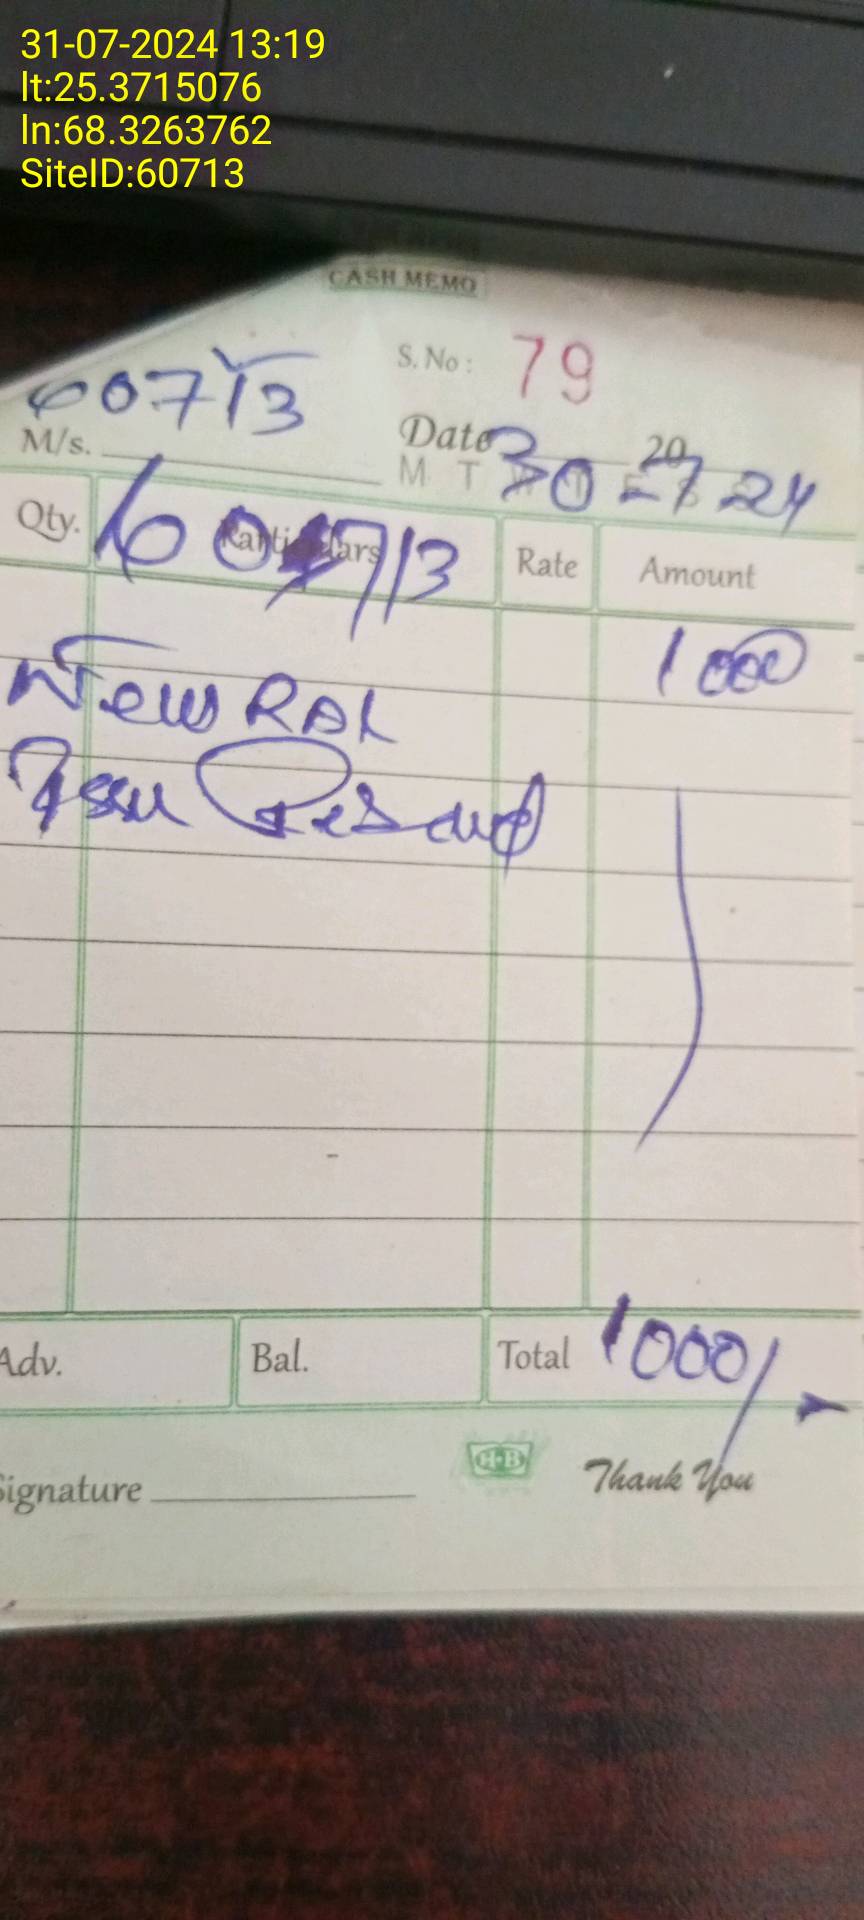 31-07-2024 13:19
lt:25.3715076
ln:68.3263762
SiteID:60713
CASH MEMO
60713
S. No : 79
M/s.
Date 30-7-24
20
M T
Qty. Particulars Rate Amount
60713
1000
New RAL
Issu
Adv. Bal. Total 1000/-
Signature
H-B
Thank You